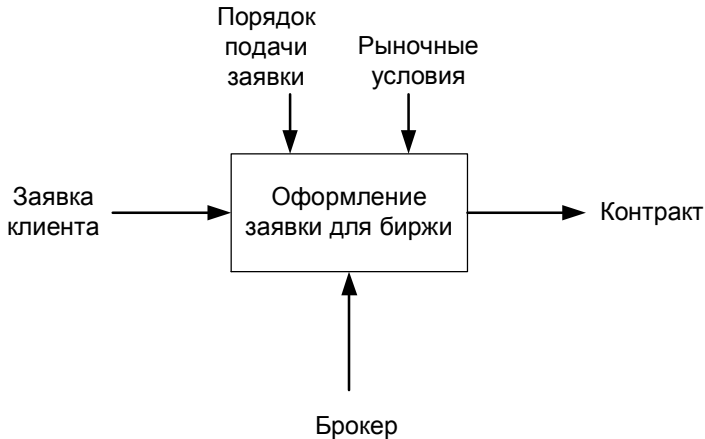 Порядок
подачи
заявки
Рыночные
условия
Заявка
клиента
Оформление
заявки для биржи
Контракт
Брокер